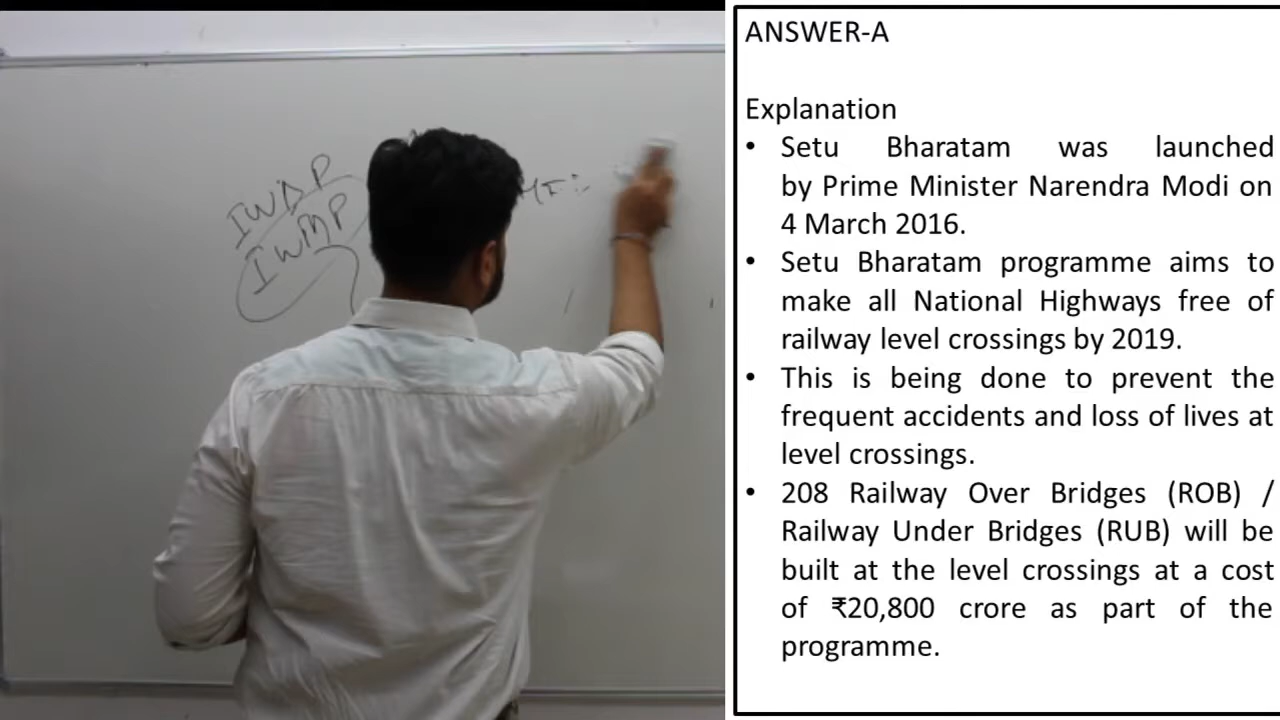 IWDP
IWMP
ANSWER-A
Explanation
• Setu Bharatam was launched
by Prime Minister Narendra Modi on
4 March 2016.
• Setu Bharatam programme aims to
make all National Highways free of
railway level crossings by 2019.
• This is being done to prevent the
frequent accidents and loss of lives at
level crossings.
• 208 Railway Over Bridges (ROB) /
Railway Under Bridges (RUB) will be
built at the level crossings at a cost
of ₹20,800 crore as part of the
programme.